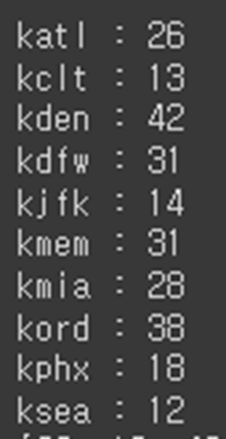 katl : 26
kclt : 13
kden : 42
kdfw : 31
kjfk : 14
kmem : 31
kmia : 28
kord : 38
kphx : 18
ksea : 12